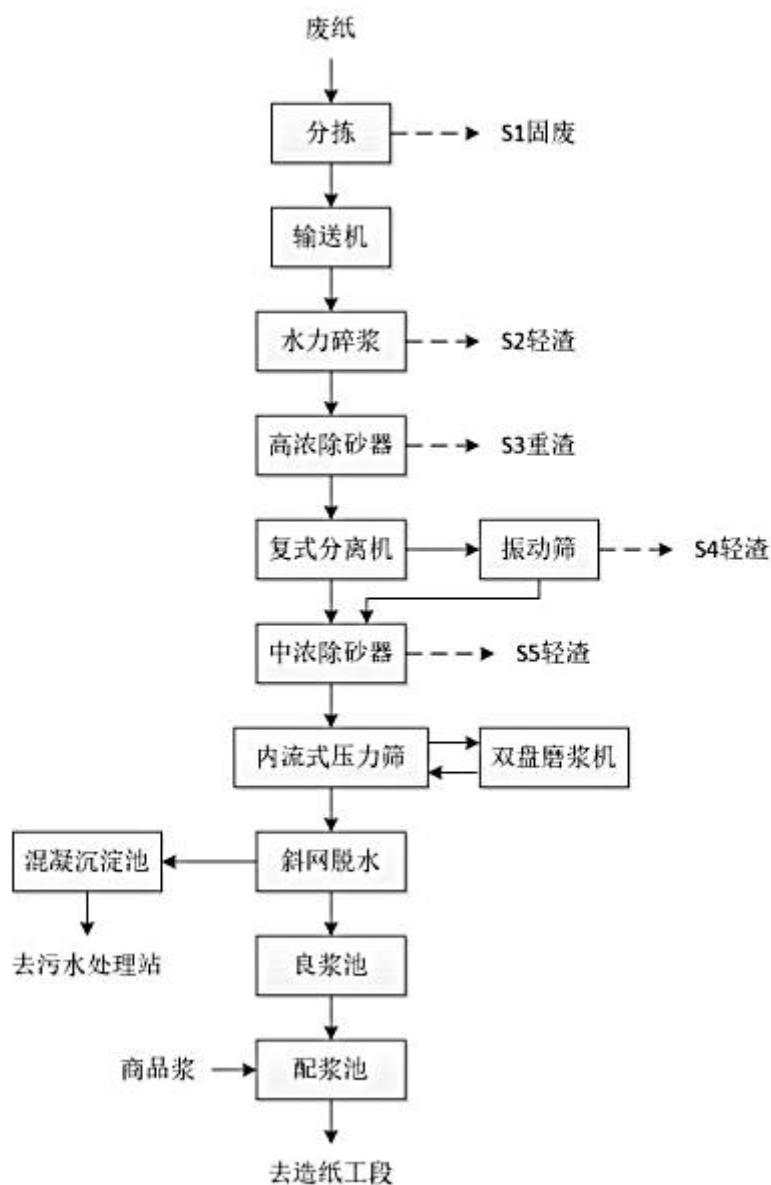 废纸
分拣
S1固废
输送机
水力碎浆
S2轻渣
高浓除砂器
S3重渣
复式分离机
振动筛
S4轻渣
中浓除砂器
S5轻渣
内流式压力筛
双盘磨浆机
混凝沉淀池
斜网脱水
去污水处理站
良浆池
商品浆
配浆池
去造纸工段